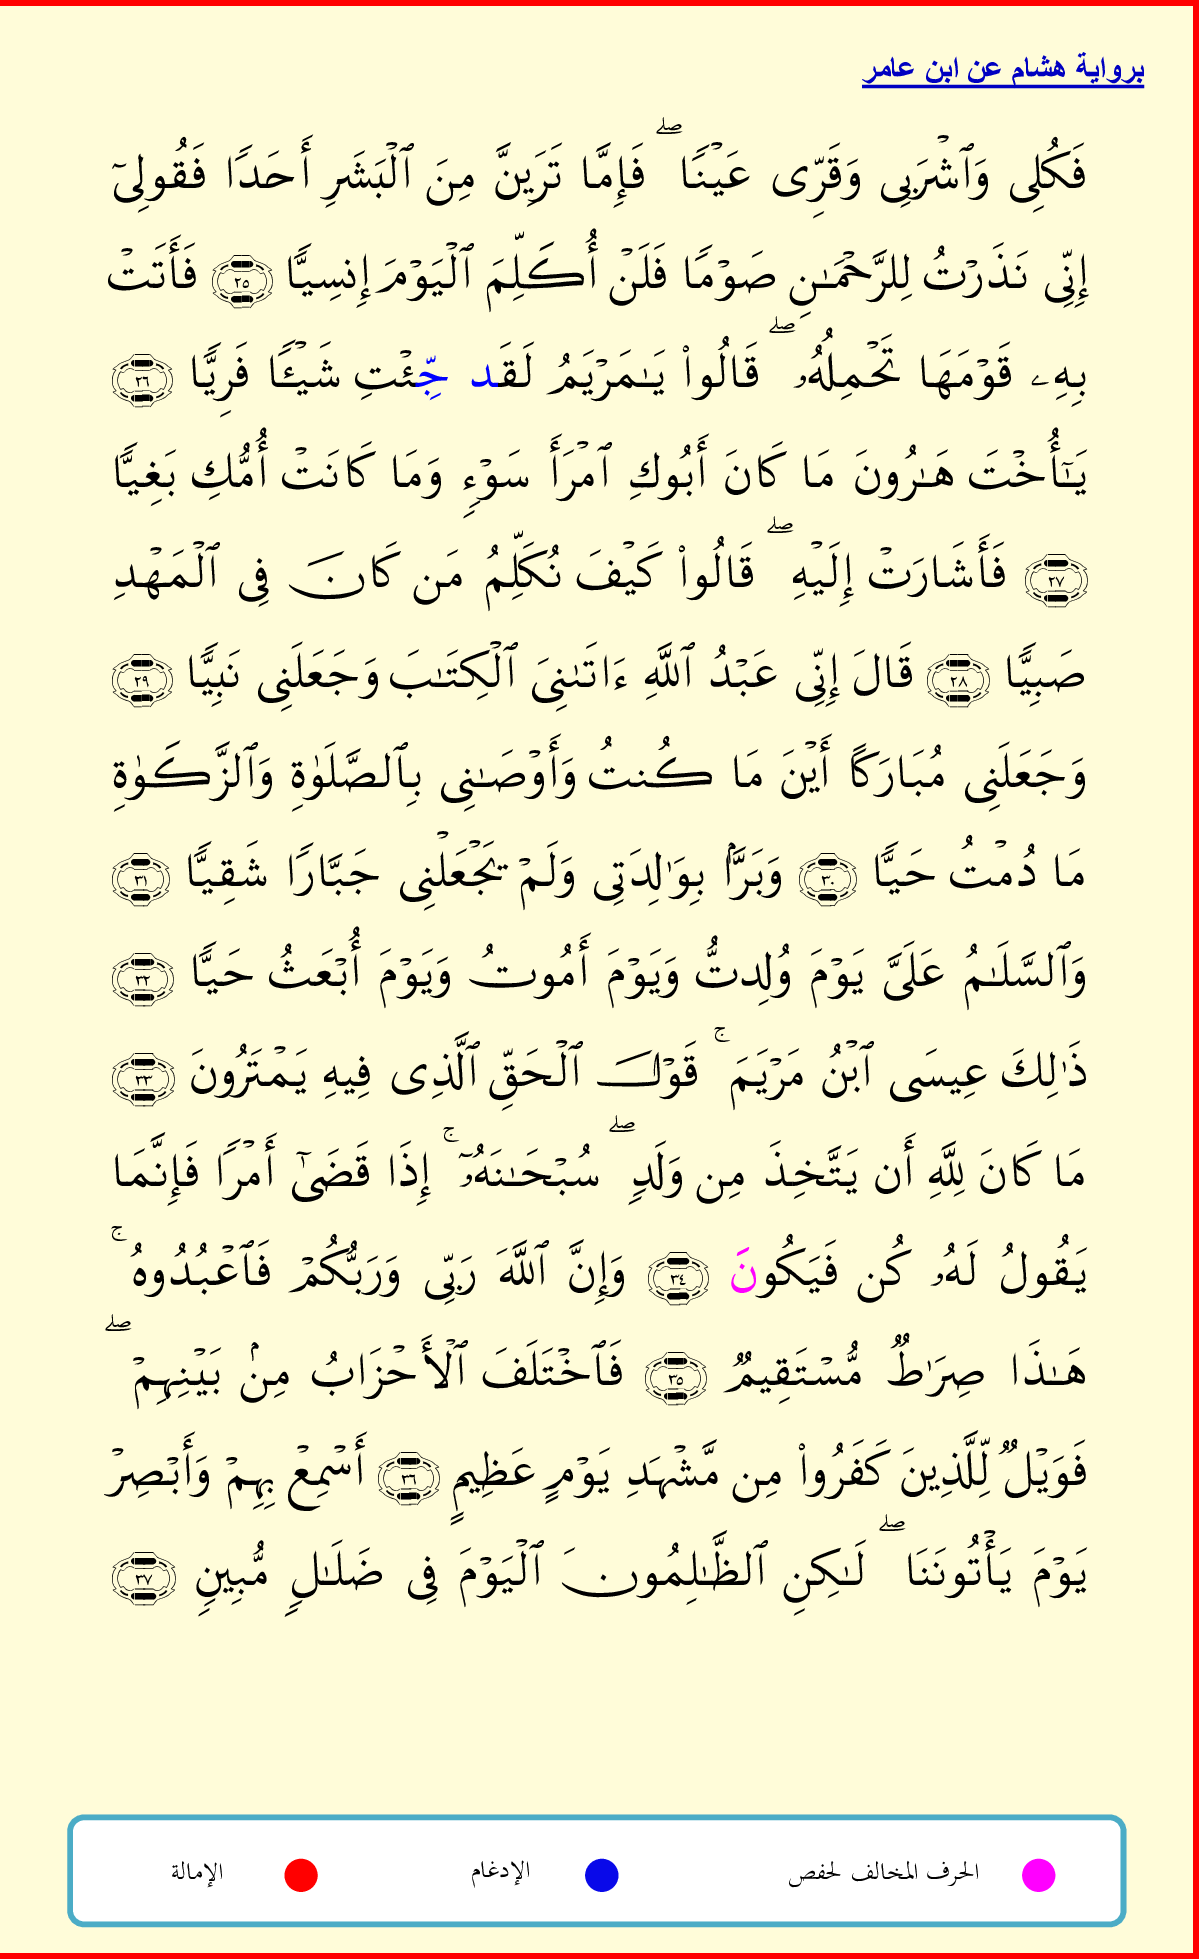 برواية هشام عن ابن عامر
فَكُلِى وَٱشْرَبِى وَقَرِّى عَيْنًا ۖ فَإِمَّا تَرَيِنَّ مِنَ ٱلْبَشَرِ أَحَدًا فَقُولِىٓ
إِنِّى نَذَرْتُ لِلرَّحْمَـٰنِ صَوْمًا فَلَنْ أُكَلِّمَ ٱلْيَوْمَ إِنسِيًّا ٢٥ فَأَتَتْ
بِهِۦ قَوْمَهَا تَحْمِلُهُۥ ۖ قَالُوا۟ يَـٰمَرْيَمُ لَقَد جِّئْتِ شَيْـًٔا فَرِيًّا ٢٦
يَـٰٓأُخْتَ هَـٰرُونَ مَا كَانَ أَبُوكِ ٱمْرَأَ سَوْءٍ وَمَا كَانَتْ أُمُّكِ بَغِيًّا
٢٧ فَأَشَارَتْ إِلَيْهِ ۖ قَالُوا۟ كَيْفَ نُكَلِّمُ مَن كَانَ فِى ٱلْمَهْدِ
صَبِيًّا ٢٨ قَالَ إِنِّى عَبْدُ ٱللَّهِ ءَاتَىٰنِىَ ٱلْكِتَـٰبَ وَجَعَلَنِى نَبِيًّا ٢٩
وَجَعَلَنِى مُبَارَكًا أَيْنَ مَا كُنتُ وَأَوْصَـٰنِى بِٱلصَّلَوٰةِ وَٱلزَّكَوٰةِ
مَا دُمْتُ حَيًّا ٣٠ وَبَرًّۢا بِوَٰلِدَتِى وَلَمْ يَجْعَلْنِى جَبَّارًا شَقِيًّا ٣١
وَٱلسَّلَـٰمُ عَلَىَّ يَوْمَ وُلِدتُّ وَيَوْمَ أَمُوتُ وَيَوْمَ أُبْعَثُ حَيًّا ٣٢
ذَٰلِكَ عِيسَى ٱبْنُ مَرْيَمَ ۚ قَوْلَ ٱلْحَقِّ ٱلَّذِى فِيهِ يَمْتَرُونَ ٣٣
مَا كَانَ لِلَّهِ أَن يَتَّخِذَ مِن وَلَدٍ ۖ سُبْحَـٰنَهُۥٓ ۚ إِذَا قَضَىٰٓ أَمْرًا فَإِنَّمَا
يَقُولُ لَهُۥ كُن فَيَكُونَ ٣٤ وَإِنَّ ٱللَّهَ رَبِّى وَرَبُّكُمْ فَٱعْبُدُوهُ ۚ
هَـٰذَا صِرَٰطٌ مُّسْتَقِيمٌ ٣٥ فَٱخْتَلَفَ ٱلْأَحْزَابُ مِنۢ بَيْنِهِمْ ۖ
فَوَيْلٌ لِّلَّذِينَ كَفَرُوا۟ مِن مَّشْهَدِ يَوْمٍ عَظِيمٍ ٣٦ أَسْمِعْ بِهِمْ وَأَبْصِرْ
يَوْمَ يَأْتُونَنَا ۖ لَـٰكِنِ ٱلظَّـٰلِمُونَ ٱلْيَوْمَ فِى ضَلَـٰلٍ مُّبِينٍ ٣٧
الحرف المخالف لحفص الإدغام الإمالة